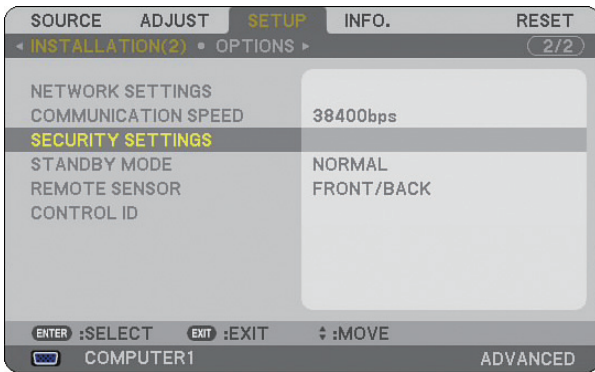 SOURCE ADJUST SETUP INFO. RESET
◂ INSTALLATION(2) • OPTIONS ▸ 2/2
NETWORK SETTINGS
COMMUNICATION SPEED 38400bps
SECURITY SETTINGS
STANDBY MODE NORMAL
REMOTE SENSOR FRONT/BACK
CONTROL ID
ENTER :SELECT EXIT :EXIT :MOVE
COMPUTER1 ADVANCED